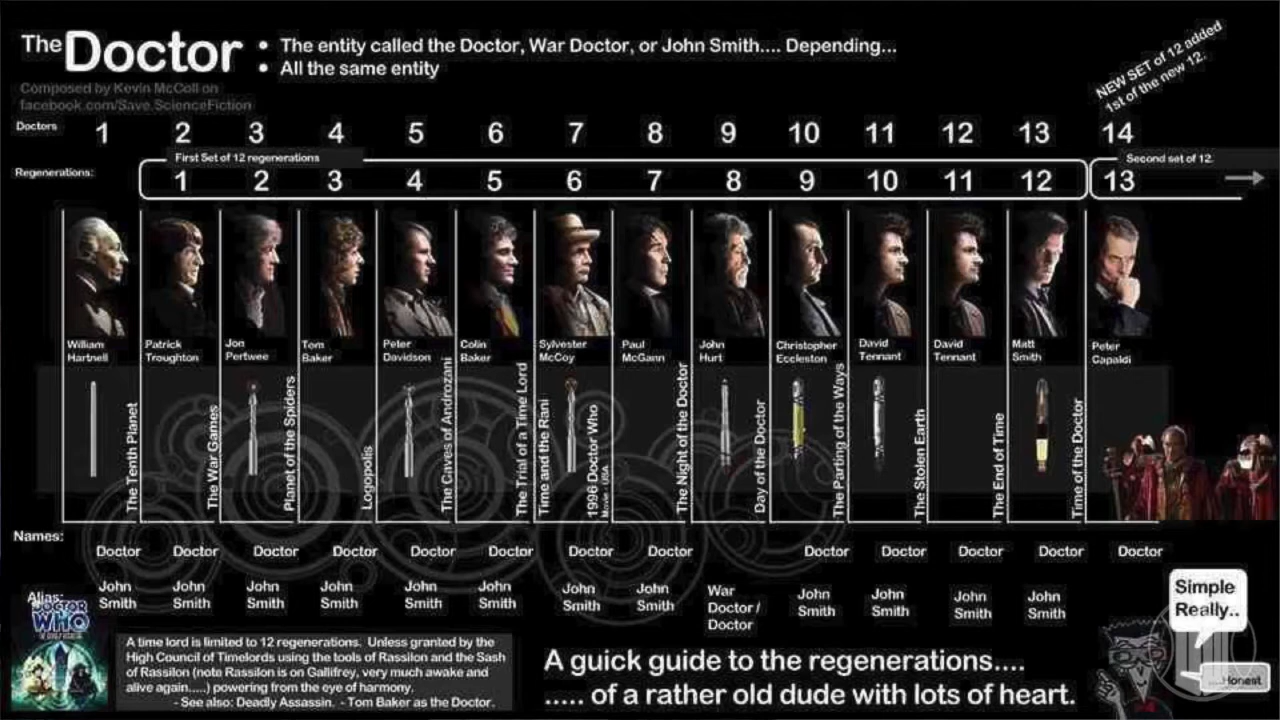 The Doctor :
The entity called the Doctor, War Doctor, or John Smith.... Depending...
All the same entity
Composed by Kevin McColl on
facebook.com/Save.ScienceFiction
NEW SET of 12 added
1st of the new 12.
Doctors 1 2 3 4 5 6 7 8 9 10 11 12 13 14
First Set of 12 regenerations
Second set of 12.
Regenerations: 1 2 3 4 5 6 7 8 9 10 11 12 13
William
Hartnell
Patrick
Troughton
Jon
Pertwee
Tom
Baker
Peter
Davidson
Colin
Baker
Sylvester
McCoy
Paul
McGann
John
Hurt
Christopher
Eccleston
David
Tennant
David
Tennant
Matt
Smith
Peter
Capaldi
The Tenth Planet
The War Games
Planet of the Spiders
Logopolis
The Caves of Androzani
The Trial of a Time Lord
Time and the Rani
1996 Doctor Who
Movie - USA
The Night of the Doctor
Day of the Doctor
The Parting of the Ways
The Stolen Earth
The End of Time
Time of the Doctor
Names:
Doctor Doctor Doctor Doctor Doctor Doctor Doctor Doctor Doctor Doctor Doctor Doctor Doctor
Alias:
John
Smith
John
Smith
John
Smith
John
Smith
John
Smith
John
Smith
John
Smith
John
Smith
War
Doctor /
Doctor
John
Smith
John
Smith
John
Smith
John
Smith
DOCTOR
WHO
A time lord is limited to 12 regenerations. Unless granted by the
High Council of Timelords using the tools of Rassilon and the Sash
of Rassilon (note Rassilon is on Gallifrey, very much awake and
alive again.....) powering from the eye of harmony.
- See also: Deadly Assassin. - Tom Baker as the Doctor.
A guick guide to the regenerations....
..... of a rather old dude with lots of heart.
Simple
Really..
...Honest